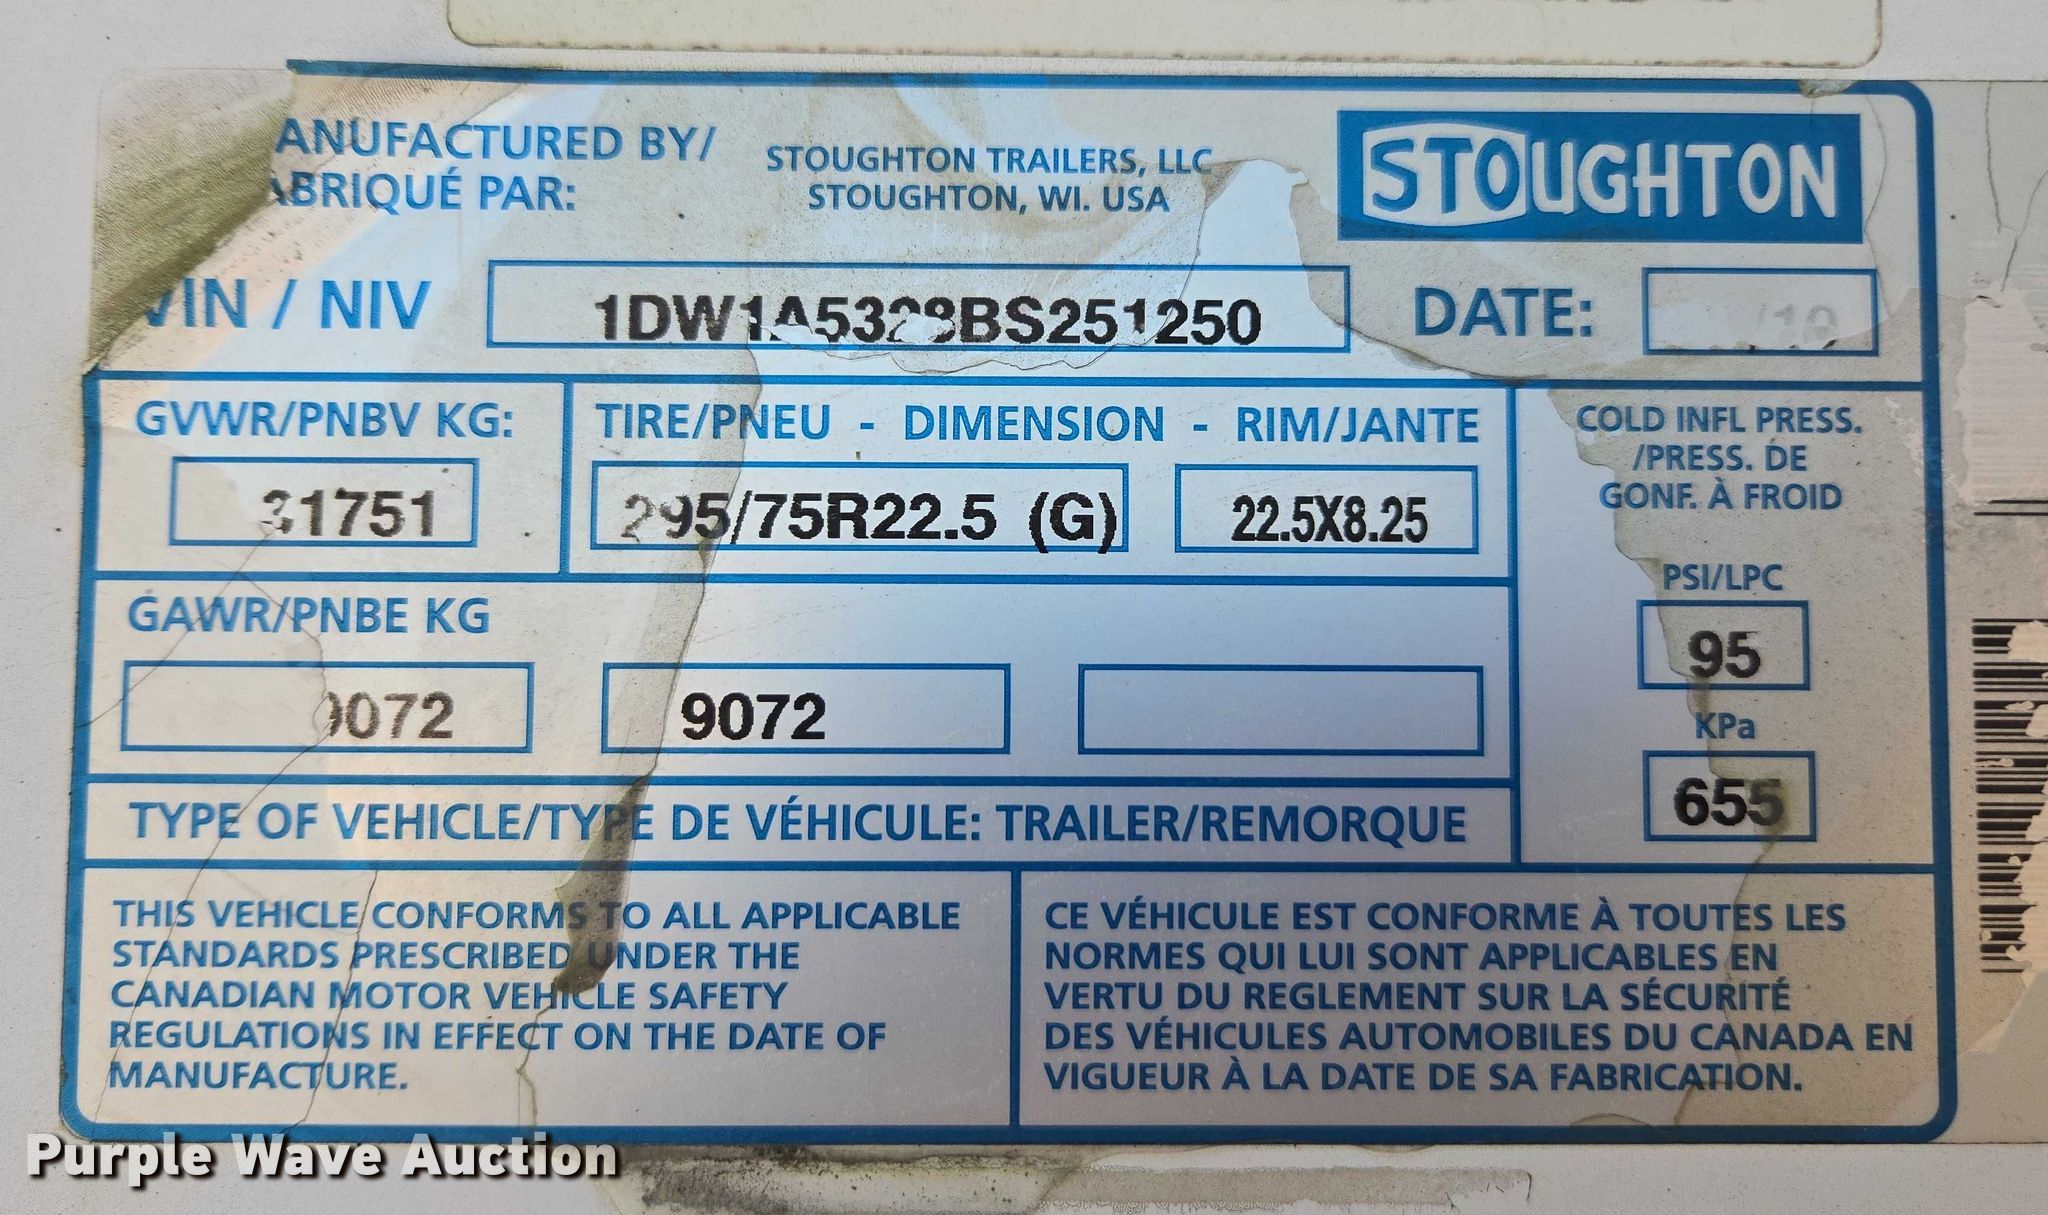 ANUFACTURED BY/
ABRIQUÉ PAR:
STOUGHTON TRAILERS, LLC
STOUGHTON, WI. USA
STOUGHTON
VIN / NIV
1DW1A5328BS251250
DATE:
/10
GVWR/PNBV KG:
31751
TIRE/PNEU - DIMENSION - RIM/JANTE
295/75R22.5 (G)
22.5X8.25
COLD INFL PRESS.
/PRESS. DE
GONF. À FROID
PSI/LPC
95
KPa
655
GAWR/PNBE KG
9072
9072
TYPE OF VEHICLE/TYPE DE VÉHICULE: TRAILER/REMORQUE
THIS VEHICLE CONFORMS TO ALL APPLICABLE
STANDARDS PRESCRIBED UNDER THE
CANADIAN MOTOR VEHICLE SAFETY
REGULATIONS IN EFFECT ON THE DATE OF
MANUFACTURE.
CE VÉHICULE EST CONFORME À TOUTES LES
NORMES QUI LUI SONT APPLICABLES EN
VERTU DU REGLEMENT SUR LA SÉCURITÉ
DES VÉHICULES AUTOMOBILES DU CANADA EN
VIGUEUR À LA DATE DE SA FABRICATION.
Purple Wave Auction